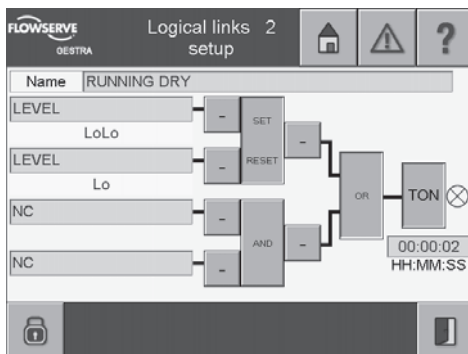 FLOWSERVE
GESTRA
Logical links 2
setup
?
Name RUNNING DRY
LEVEL
-
SET
LoLo
-
LEVEL
-
RESET
Lo
OR
TON
NC
-
AND
-
00:00:02
NC
-
HH:MM:SS